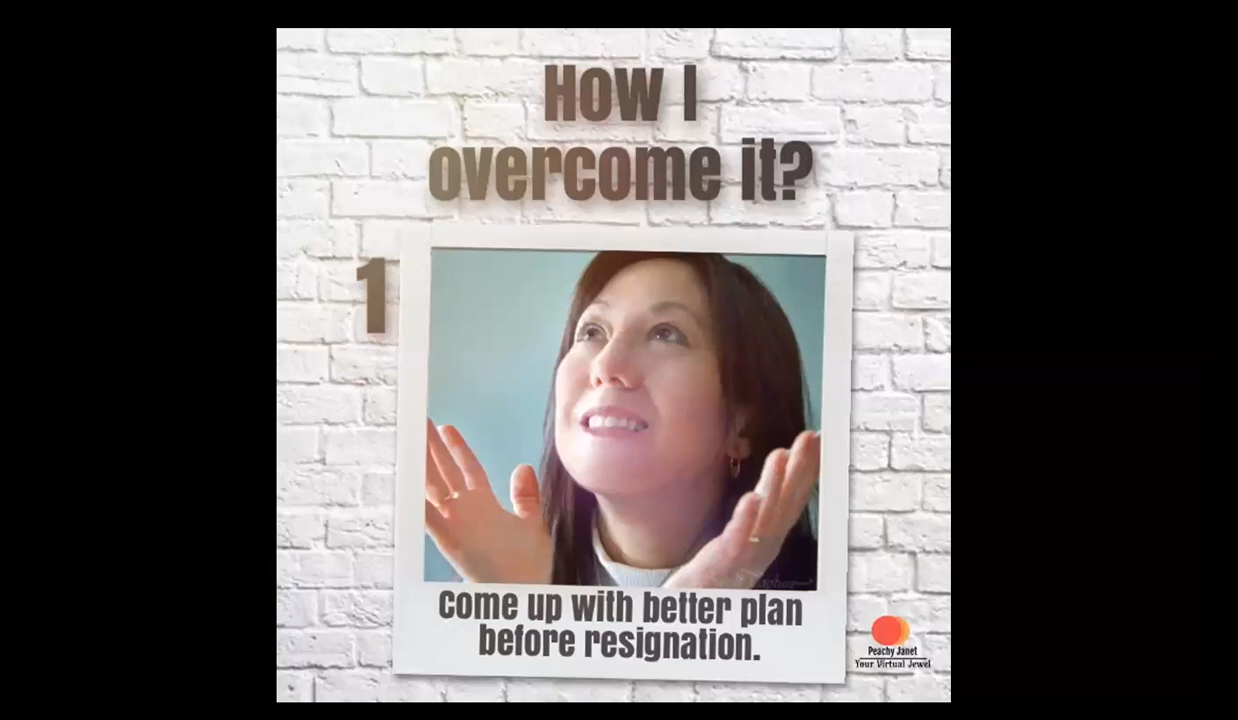 How I
overcome it?
1
Come up with better plan
before resignation.
Peachy Janet
Your Virtual Jewel